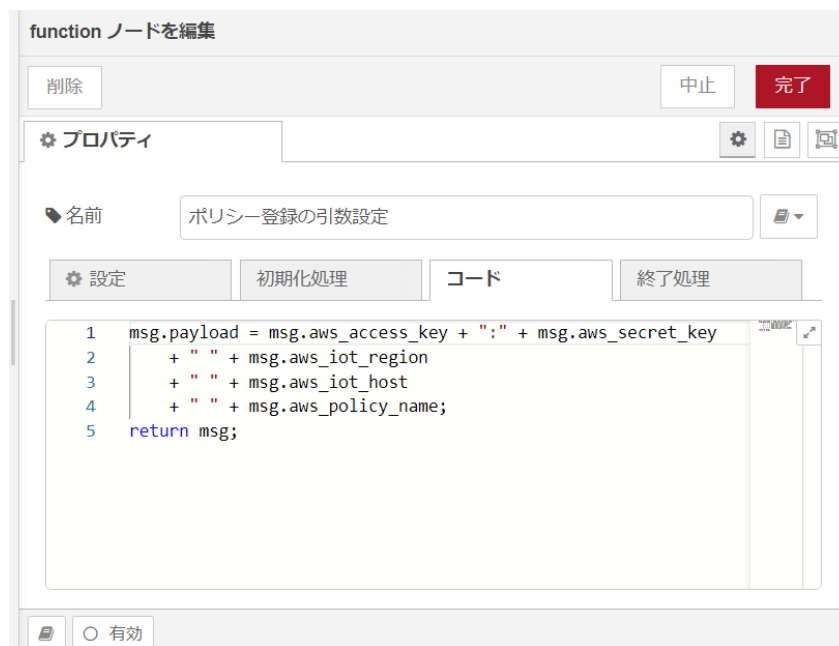 function ノードを編集
削除 中止 完了
プロパティ
名前 ポリシー登録の引数設定
設定 初期化処理 コード 終了処理
1 msg.payload = msg.aws_access_key + ":" + msg.aws_secret_key
2 + " " + msg.aws_iot_region
3 + " " + msg.aws_iot_host
4 + " " + msg.aws_policy_name;
5 return msg;
有効